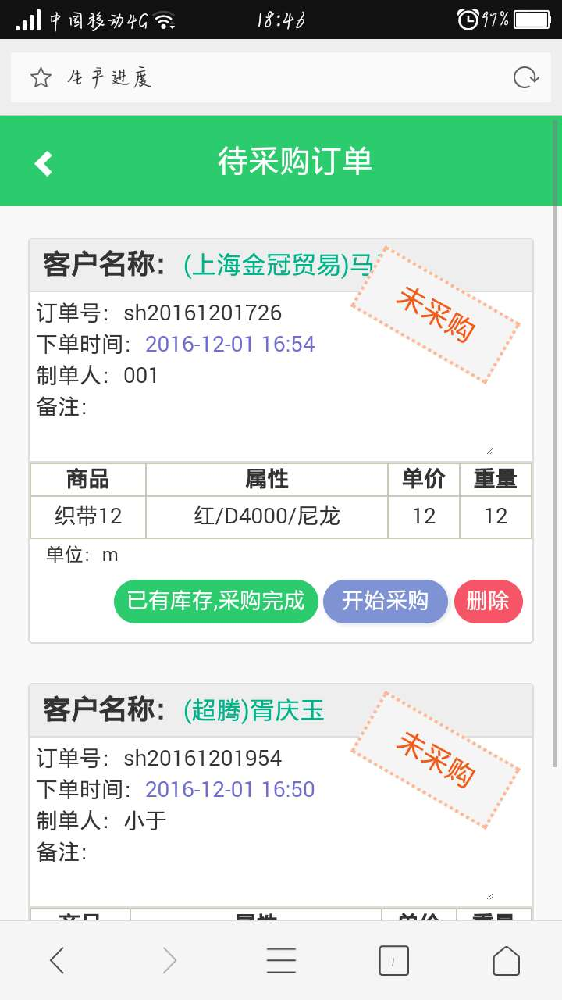 中国移动4G 18:46 97%
生产进度
待采购订单
客户名称：(上海金冠贸易)马
未采购
订单号：sh20161201726
下单时间：2016-12-01 16:54
制单人：001
备注：
商品 属性 单价 重量
织带12 红/D4000/尼龙 12 12
单位：m
已有库存,采购完成 开始采购 删除
客户名称：(超腾)胥庆玉
未采购
订单号：sh20161201954
下单时间：2016-12-01 16:50
制单人：小于
备注：
商品 属性 单价 重量
1